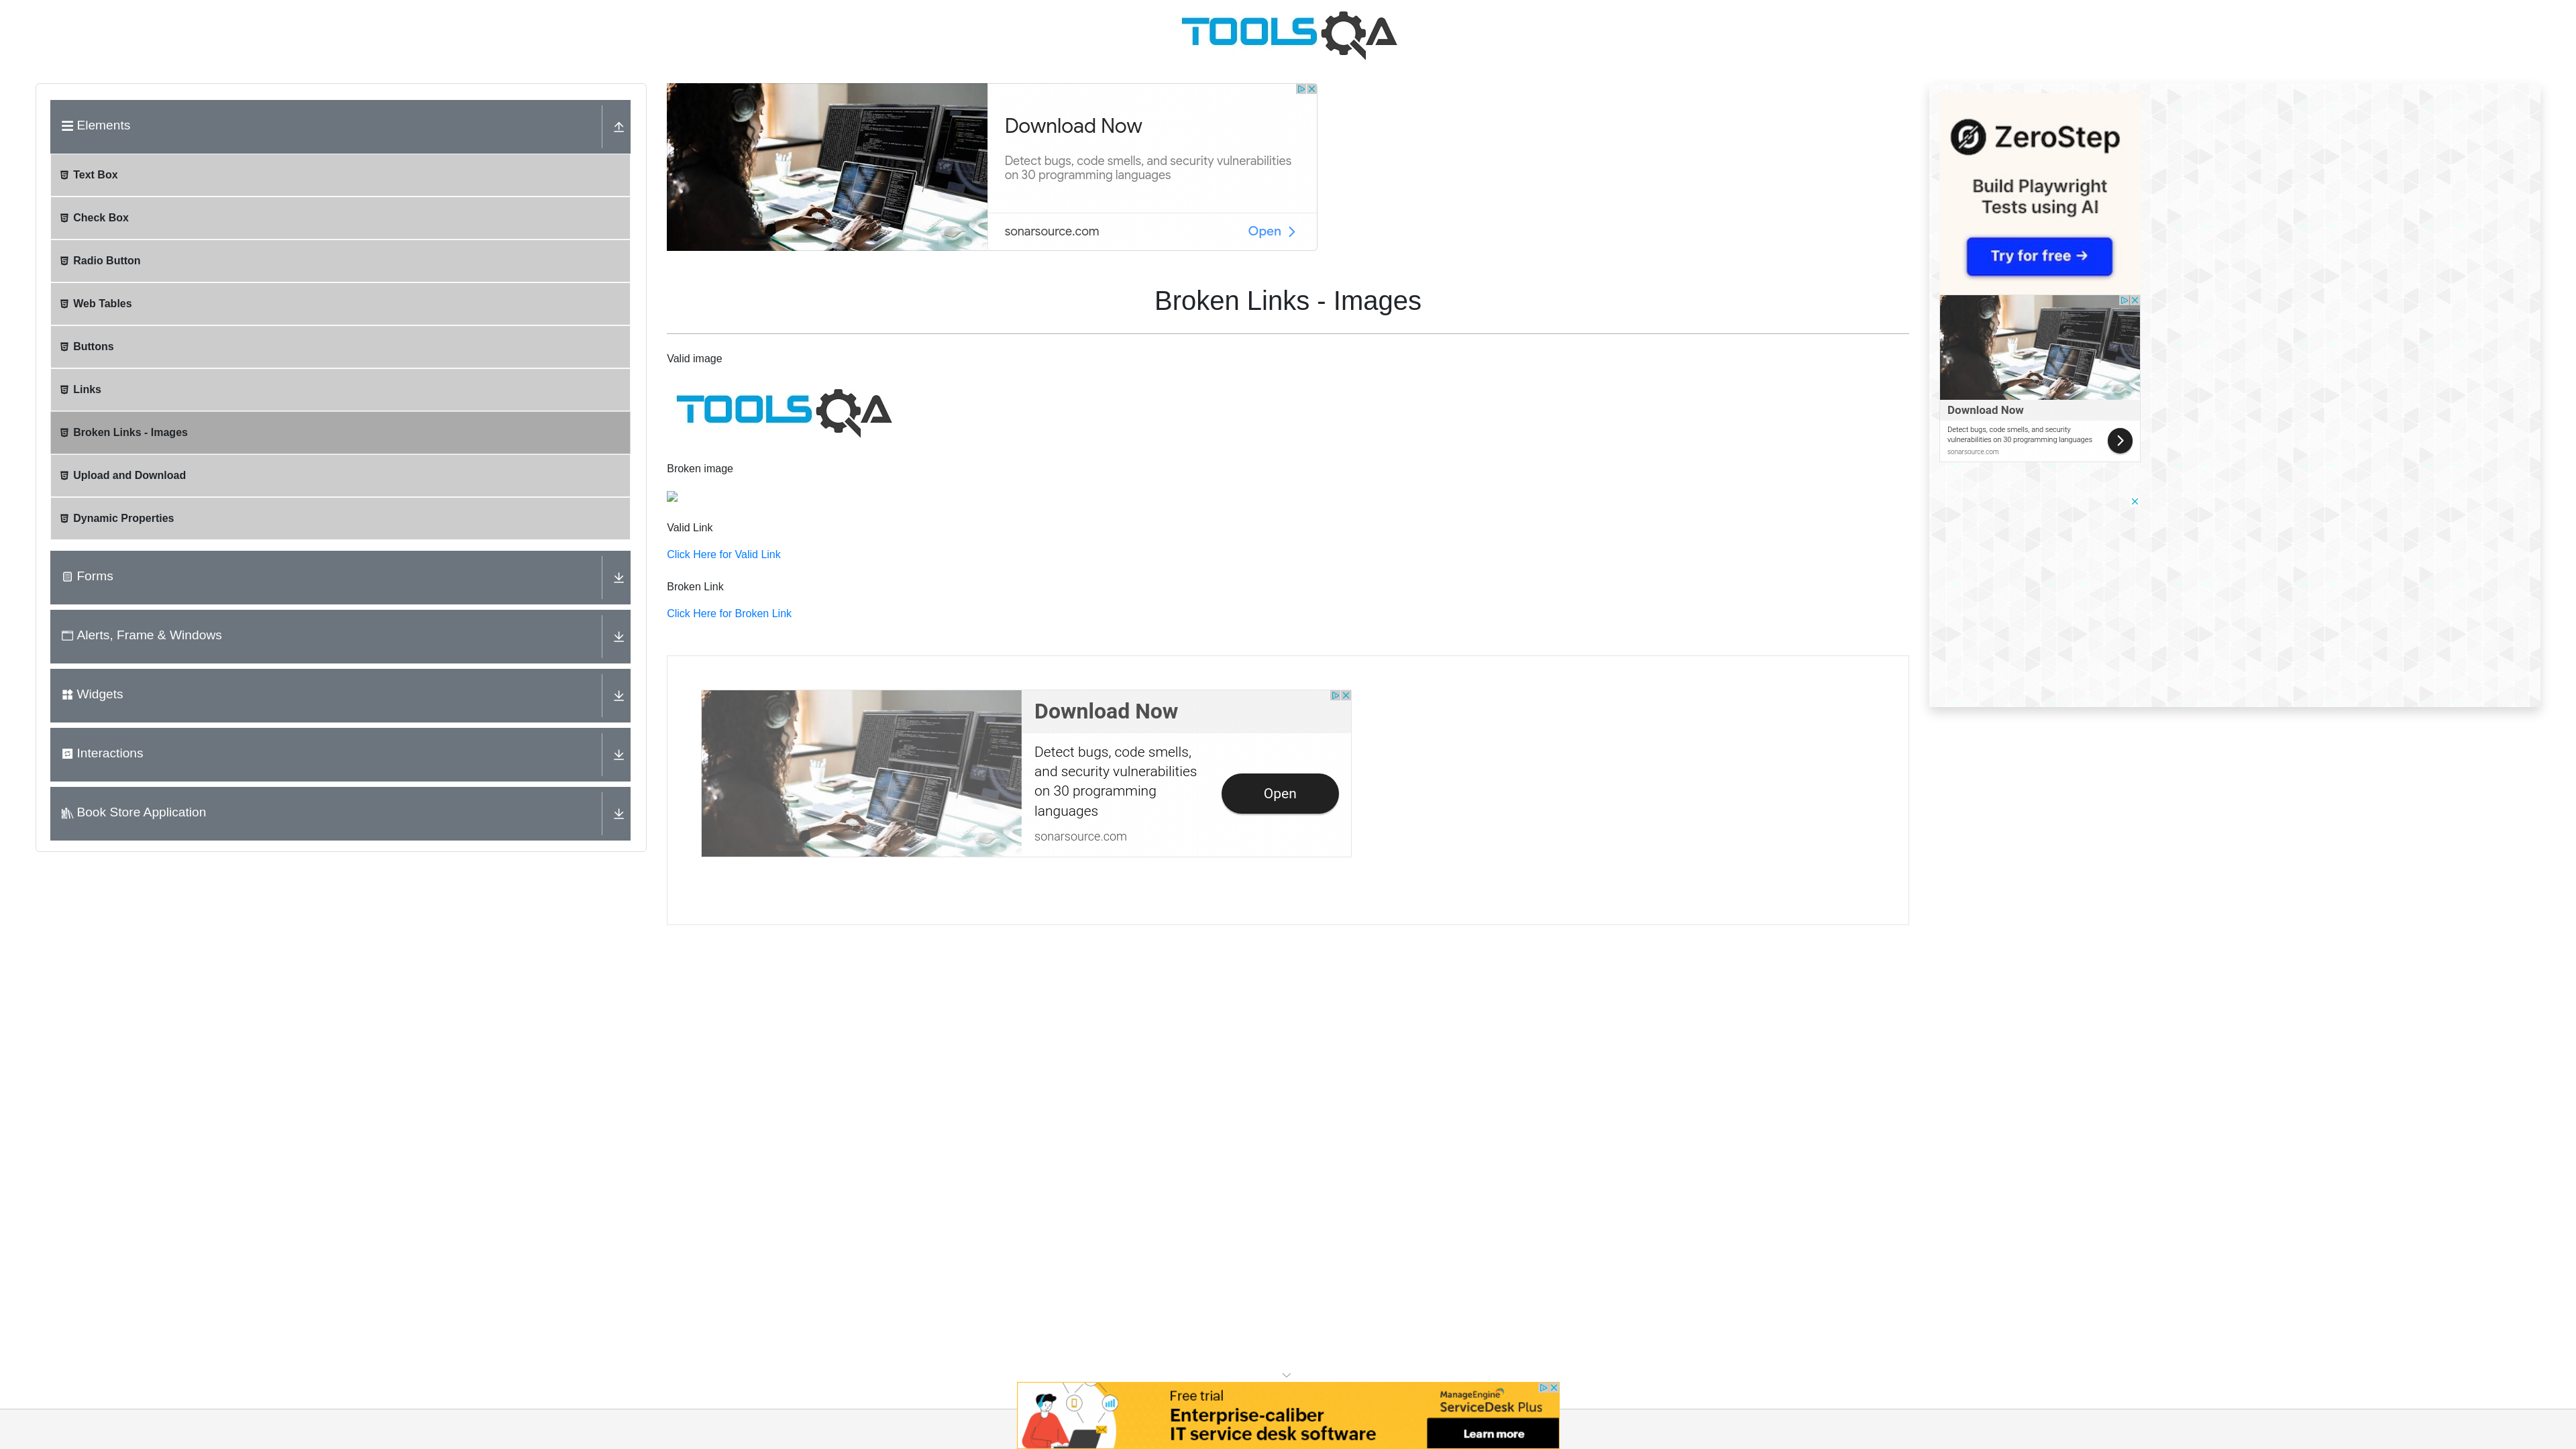 TOOLSQA
Elements
Text Box
Check Box
Radio Button
Web Tables
Buttons
Links
Broken Links - Images
Upload and Download
Dynamic Properties
Forms
Alerts, Frame & Windows
Widgets
Interactions
Book Store Application
Download Now
Detect bugs, code smells, and security vulnerabilities
on 30 programming languages
sonarsource.com
Open
Broken Links - Images
Valid image
TOOLSQA
Broken image
Valid Link
Click Here for Valid Link
Broken Link
Click Here for Broken Link
Download Now
Detect bugs, code smells,
and security vulnerabilities
on 30 programming
languages
sonarsource.com
Open
ZeroStep
Build Playwright
Tests using AI
Try for free →
Download Now
Detect bugs, code smells, and security
vulnerabilities on 30 programming languages
sonarsource.com
Free trial
Enterprise-caliber
IT service desk software
ManageEngine
ServiceDesk Plus
Learn more